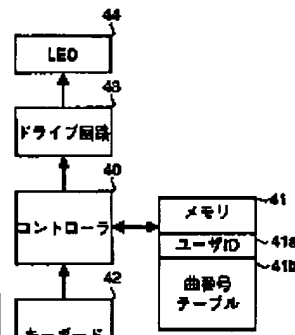 44
LED
43
ドライブ回路
40
コントローラ
41
メモリ
ユーザID
41a
41b
曲番号
テーブル
42
キーボード